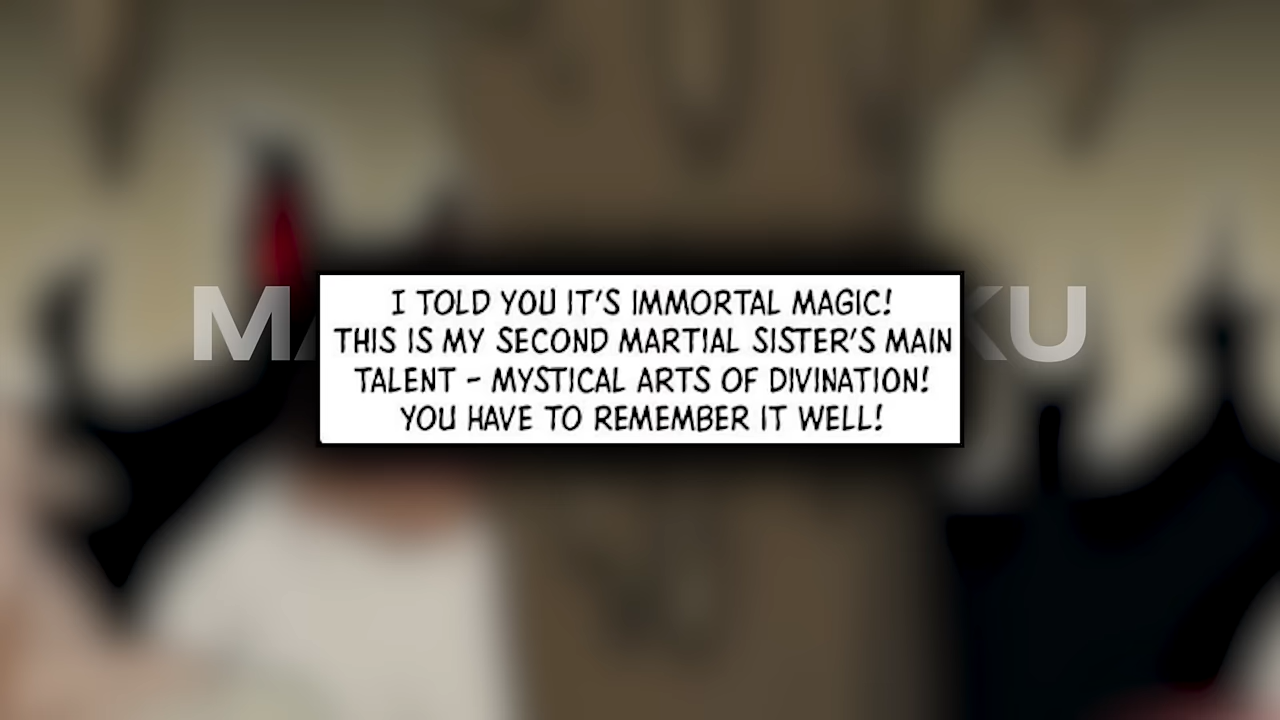 I TOLD YOU IT'S IMMORTAL MAGIC!
THIS IS MY SECOND MARTIAL SISTER'S MAIN
TALENT - MYSTICAL ARTS OF DIVINATION!
YOU HAVE TO REMEMBER IT WELL!